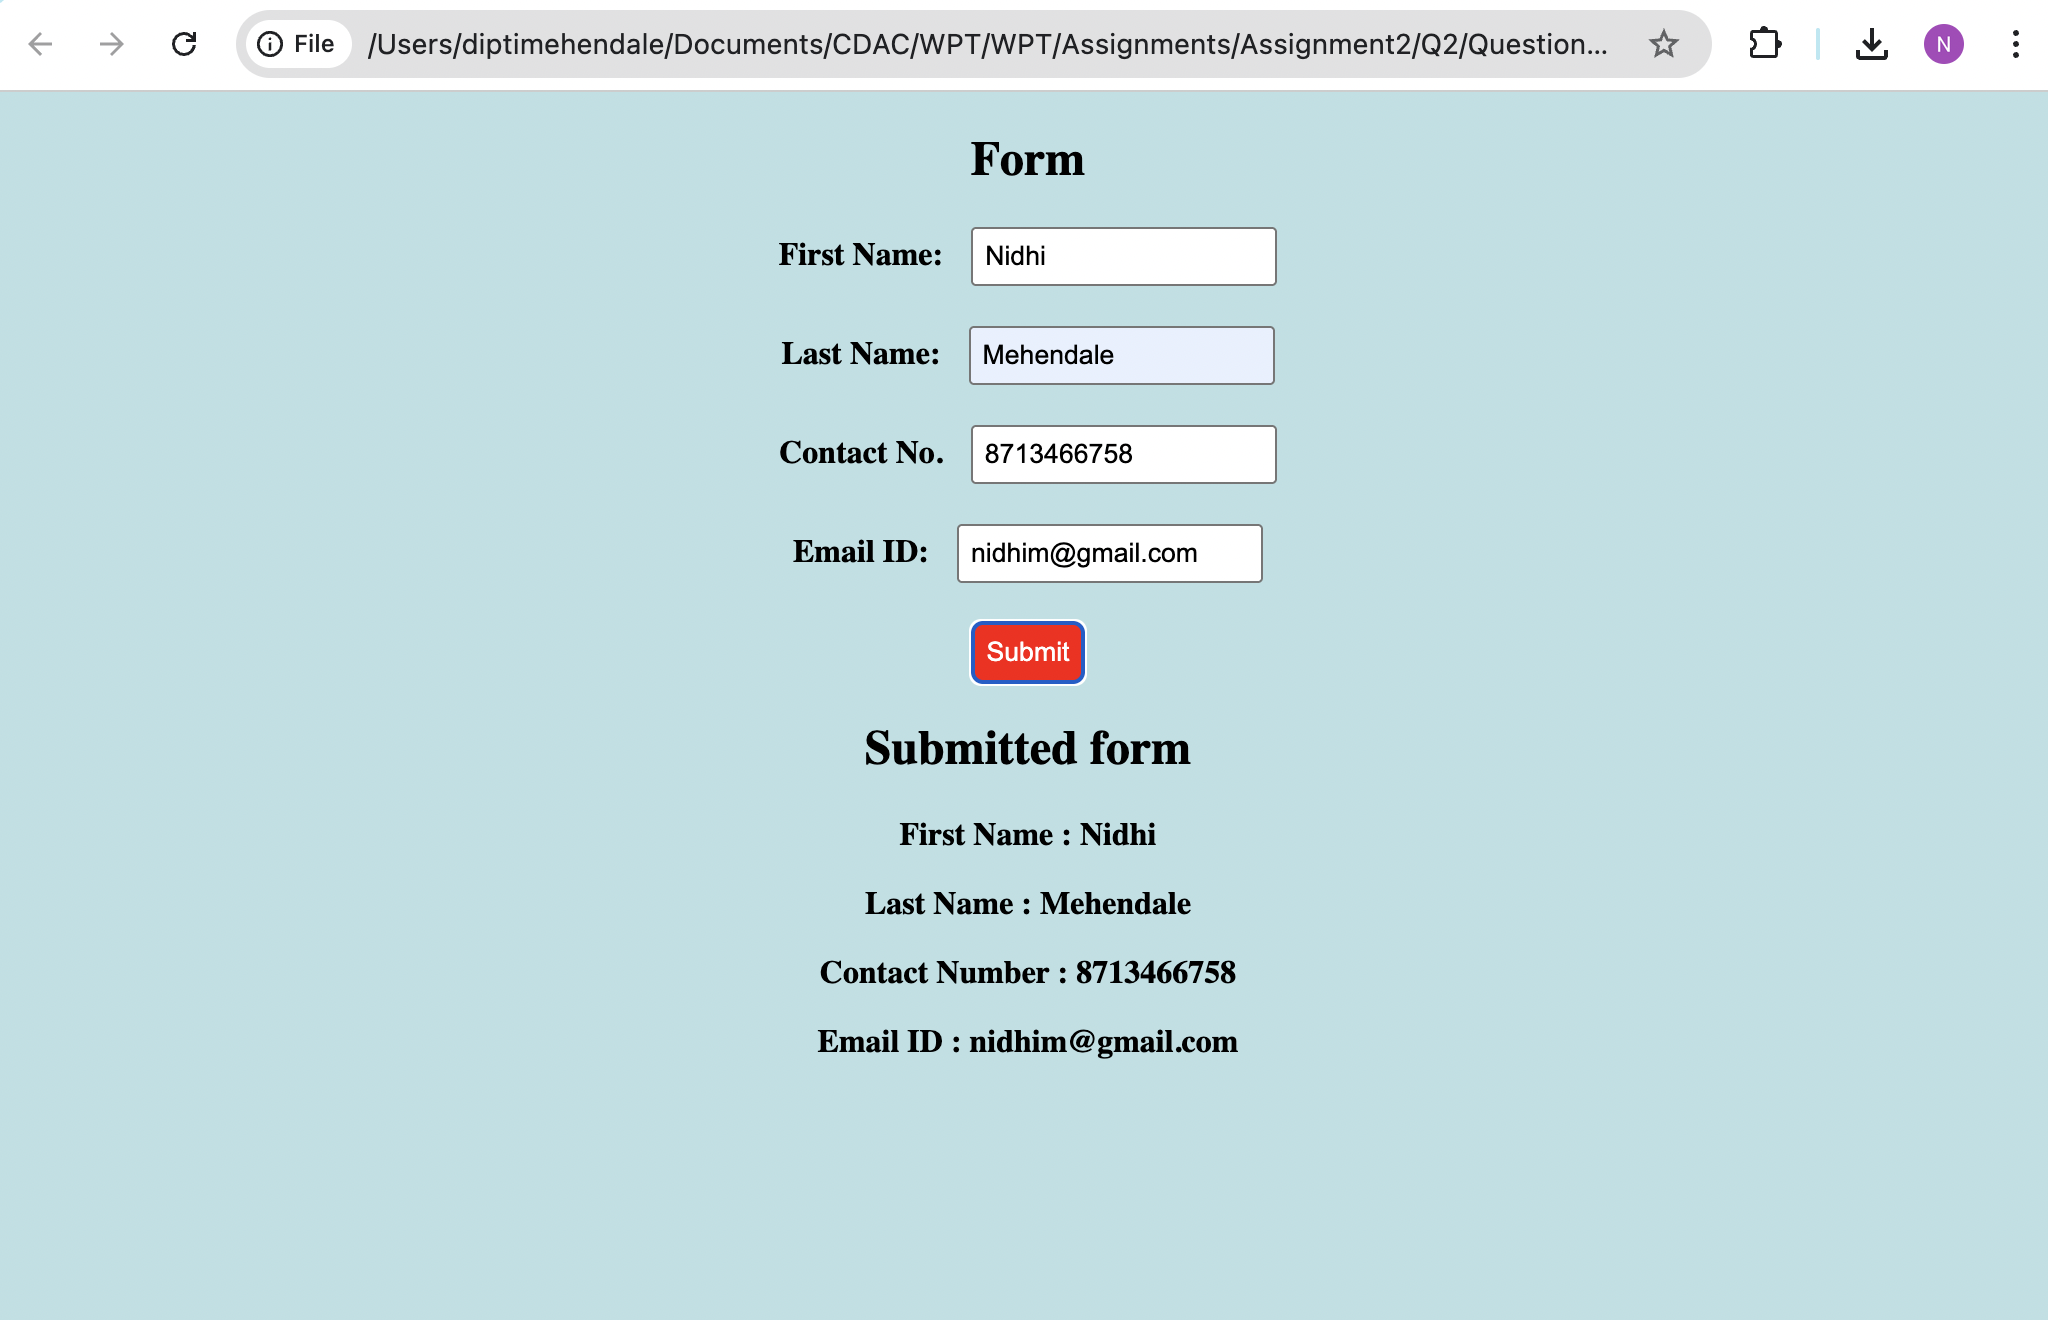 File /Users/diptimehendale/Documents/CDAC/WPT/WPT/Assignments/Assignment2/Q2/Question... N
Form
First Name: Nidhi
Last Name: Mehendale
Contact No. 8713466758
Email ID: nidhim@gmail.com
Submit
Submitted form
First Name : Nidhi
Last Name : Mehendale
Contact Number : 8713466758
Email ID : nidhim@gmail.com